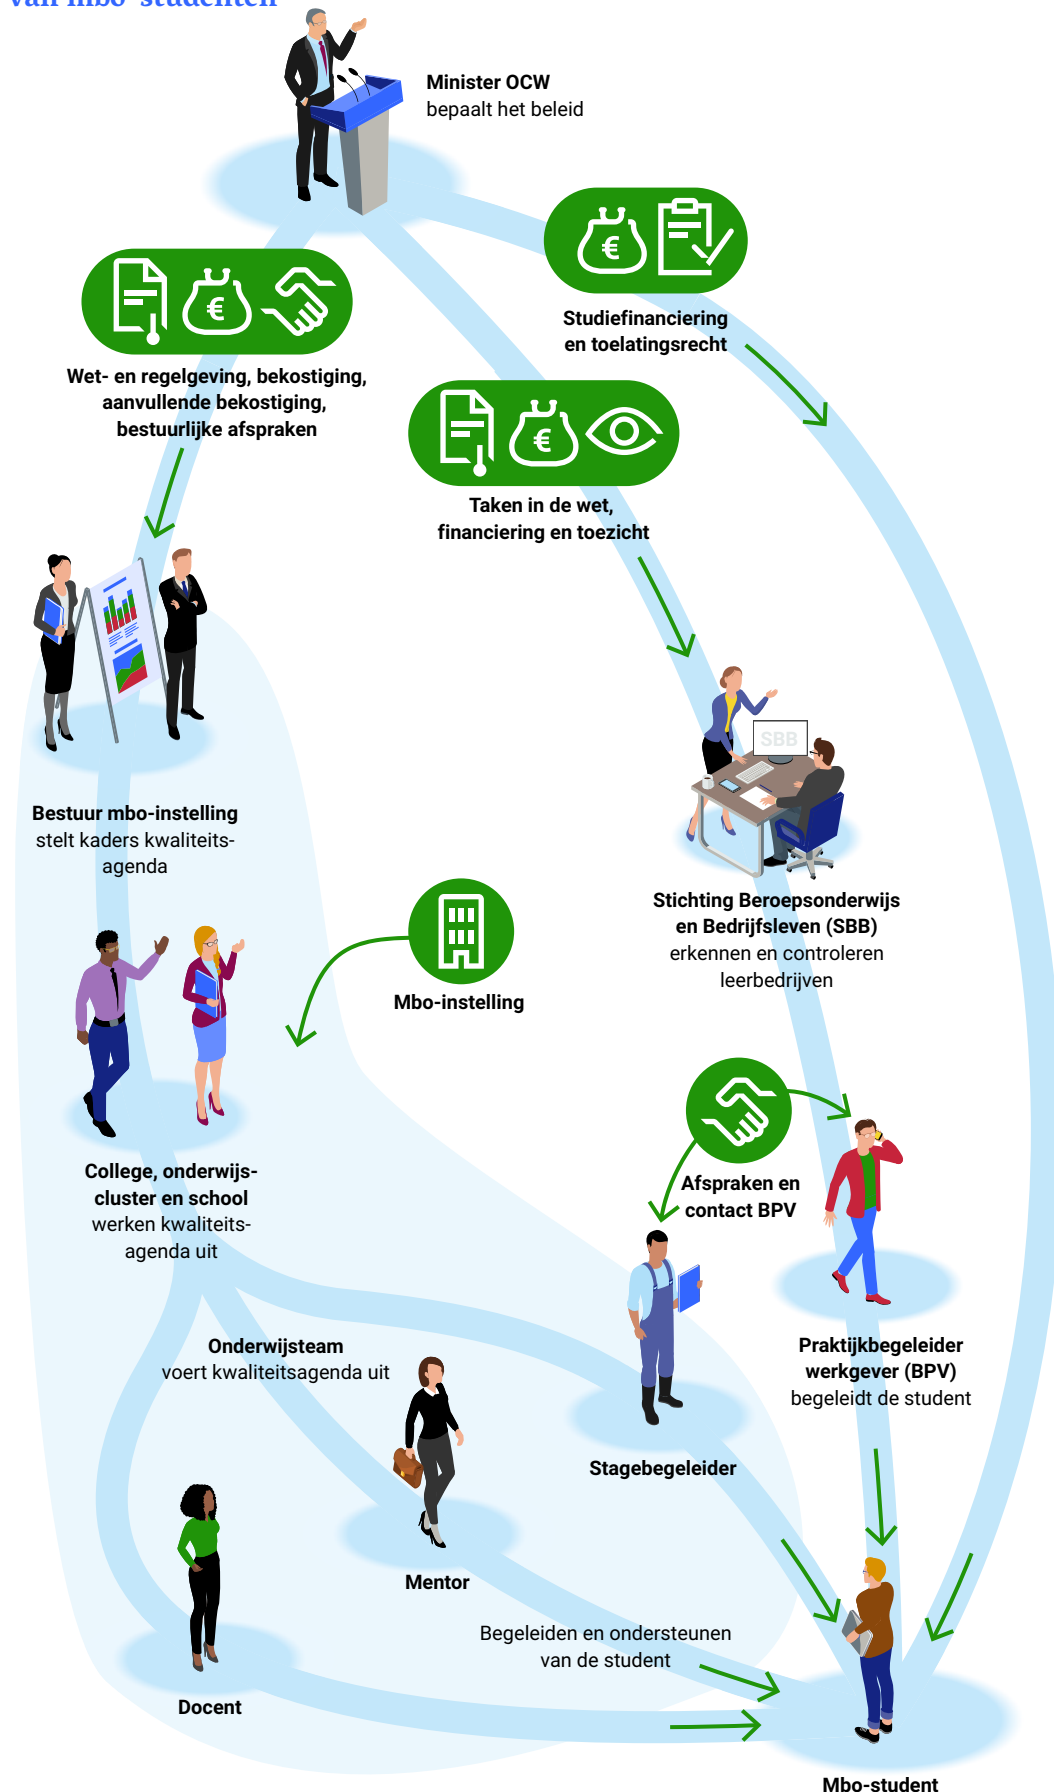 van mbo-studenten
Minister OCW
bepaalt het beleid
Studiefinanciering
en toelatingsrecht
Wet- en regelgeving, bekostiging,
aanvullende bekostiging,
bestuurlijke afspraken
Taken in de wet,
financiering en toezicht
SBB
Bestuur mbo-instelling
stelt kaders kwaliteits-
agenda
Stichting Beroepsonderwijs
en Bedrijfsleven (SBB)
erkennen en controleren
leerbedrijven
Mbo-instelling
College, onderwijs-
cluster en school
werken kwaliteits-
agenda uit
Afspraken en
contact BPV
Onderwijsteam
voert kwaliteitsagenda uit
Praktijkbegeleider
werkgever (BPV)
begeleidt de student
Stagebegeleider
Mentor
Begeleiden en ondersteunen
van de student
Docent
Mbo-student